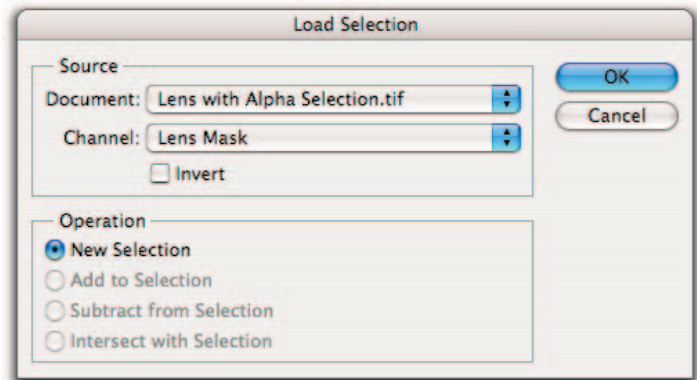 Load Selection
Source
Document: Lens with Alpha Selection.tif
Channel: Lens Mask
Invert
OK
Cancel
Operation
New Selection
Add to Selection
Subtract from Selection
Intersect with Selection